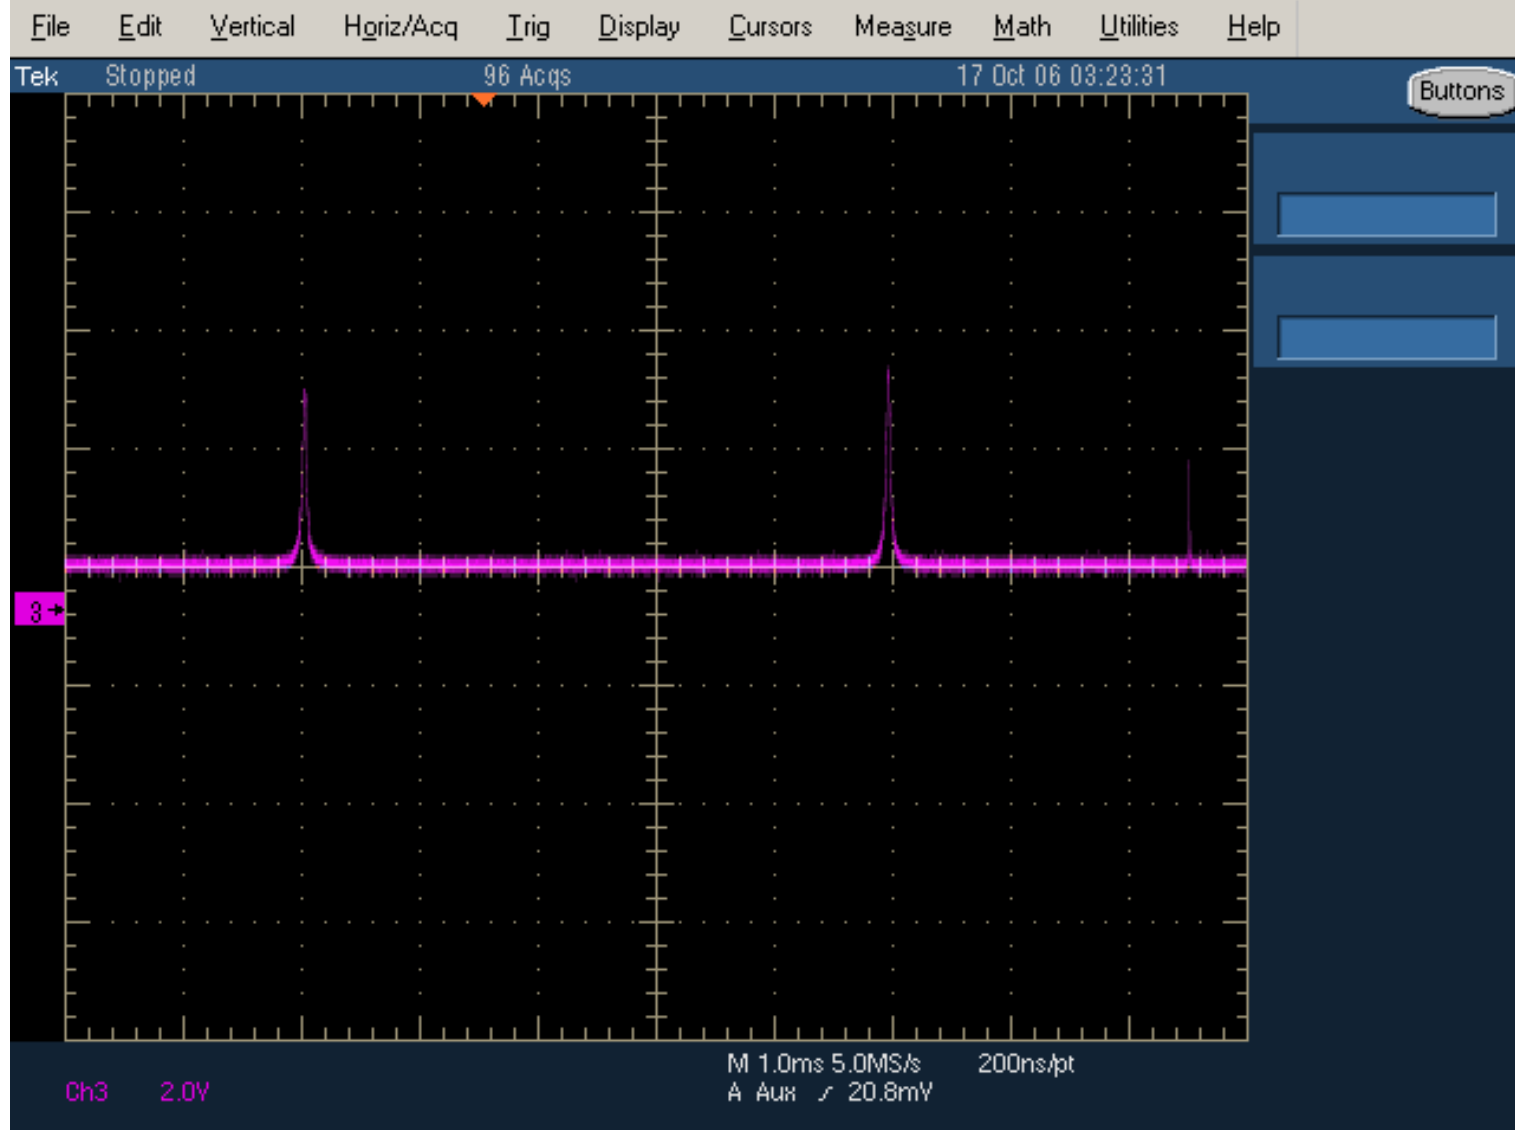 File Edit Vertical Horiz/Acq Trig Display Cursors Measure Math Utilities Help
Tek Stopped 96 Acqs 17 Oct 06 03:23:31
Buttons
3
M 1.0ms 5.0MS/s 200ns/pt
Ch3 2.0V A Aux 20.8mV